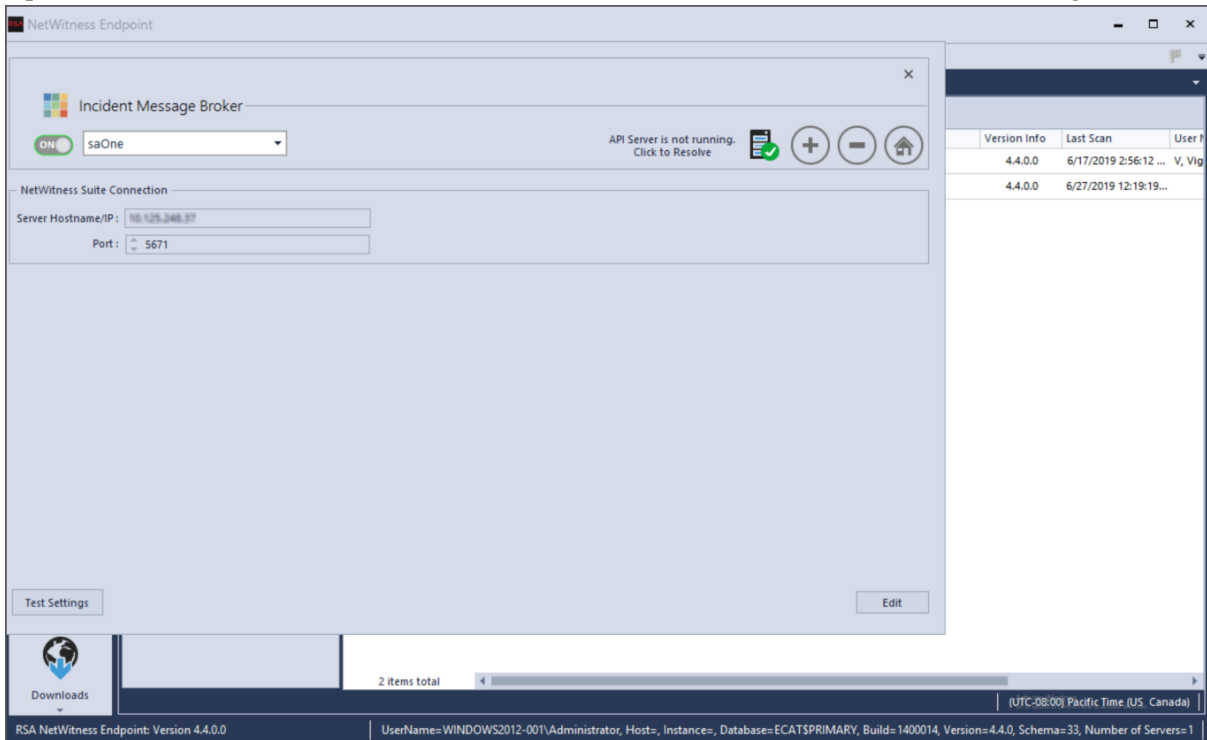 RSA NetWitness Endpoint
Incident Message Broker
ON saOne
API Server is not running.
Click to Resolve
NetWitness Suite Connection
Server Hostname/IP :
Port : 5671
Version Info Last Scan User
4.4.0.0 6/17/2019 2:56:12 ... V, Vig
4.4.0.0 6/27/2019 12:19:19...
Test Settings Edit
Downloads
2 items total
(UTC-08:00) Pacific Time (US Canada)
RSA NetWitness Endpoint: Version 4.4.0.0 UserName=WINDOWS2012-001\Administrator, Host=, Instance=, Database=ECAT$PRIMARY, Build=1400014, Version=4.4.0, Schema=33, Number of Servers=1